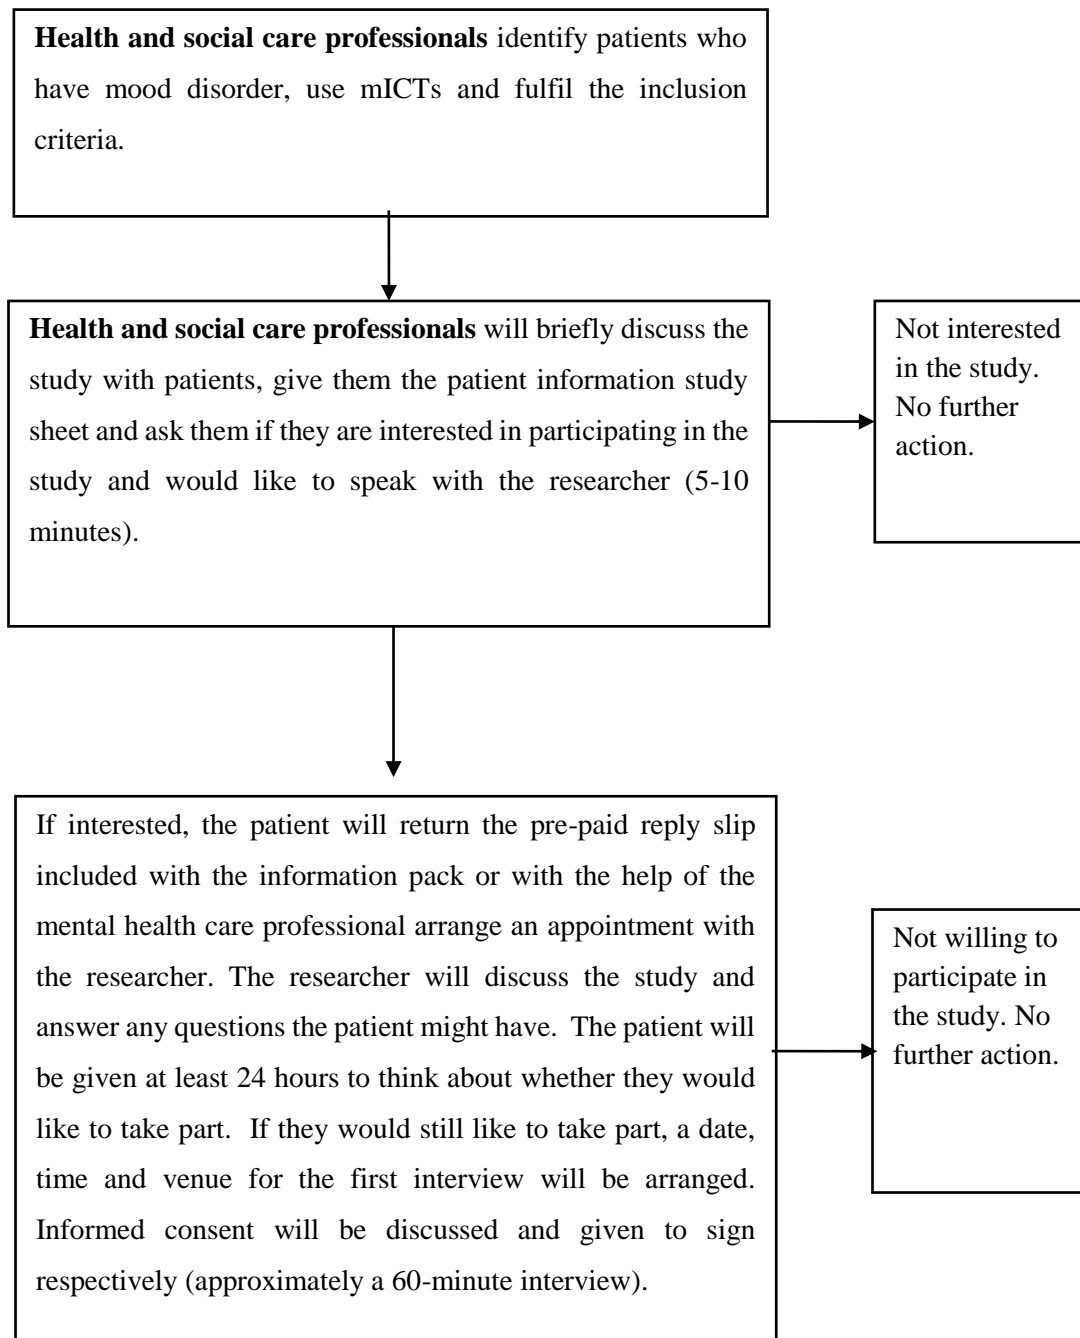 Health and social care professionals identify patients who
have mood disorder, use mICTs and fulfil the inclusion
criteria.
Health and social care professionals will briefly discuss the
study with patients, give them the patient information study
sheet and ask them if they are interested in participating in the
study and would like to speak with the researcher (5-10
minutes).
Not interested
in the study.
No further
action.
If interested, the patient will return the pre-paid reply slip
included with the information pack or with the help of the
mental health care professional arrange an appointment with
the researcher. The researcher will discuss the study and
answer any questions the patient might have.  The patient will
be given at least 24 hours to think about whether they would
like to take part.  If they would still like to take part, a date,
time and venue for the first interview will be arranged.
Informed consent will be discussed and given to sign
respectively (approximately a 60-minute interview).
Not willing to
participate in
the study. No
further action.